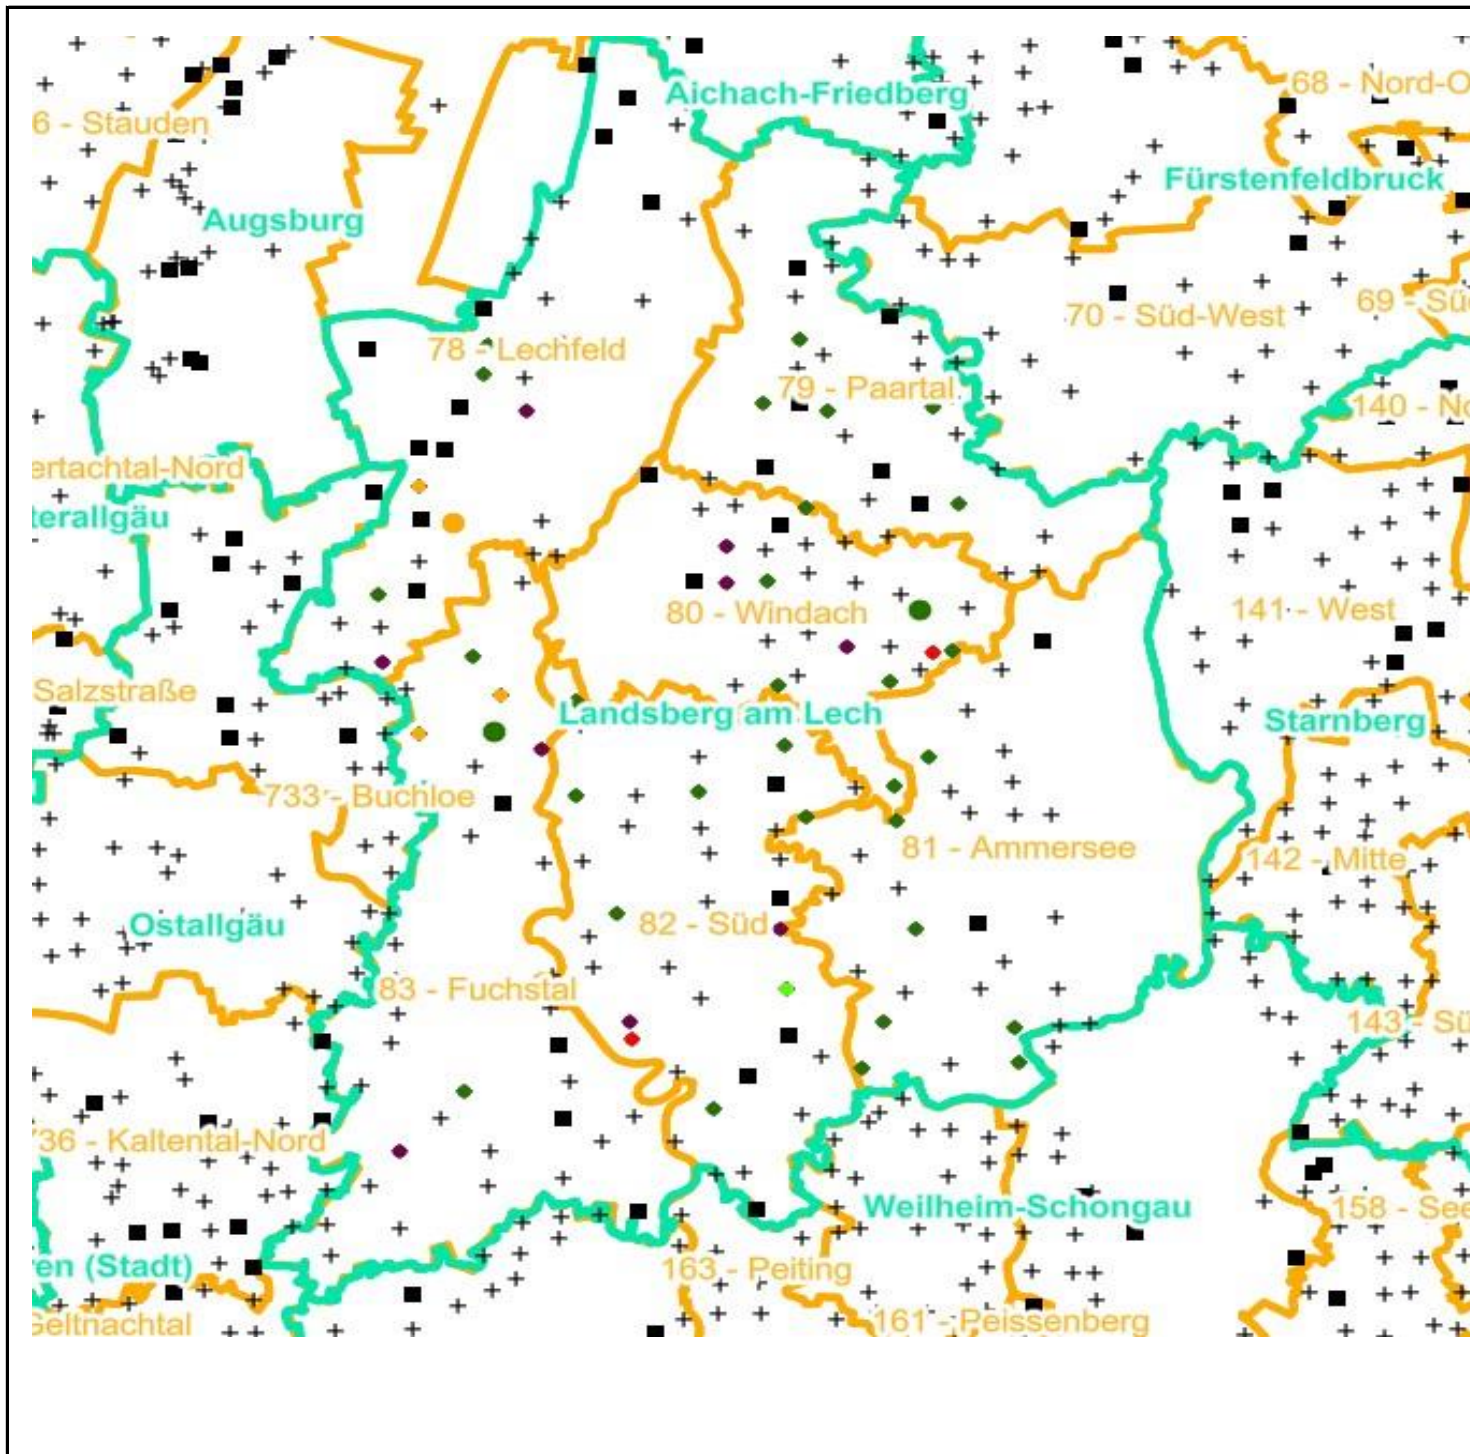 68 - Nord-O
Aichach-Friedberg
6 - Stauden
Fürstenfeldbruck
Augsburg
69 - Sü
70 - Süd-West
78 - Lechfeld
79 - Paartal
140 - No
ertachtal-Nord
terallgäu
141 - West
80 - Windach
Salzstraße
Landsberg am Lech
Starnberg
733 - Buchloe
81 - Ammersee
142 - Mitte
Ostallgäu
82 - Süd
83 - Fuchstal
143 - Sü
736 - Kaltental-Nord
Weilheim-Schongau
158 - See
en (Stadt)
163 - Peiting
Geltnachtal
161 - Peissenberg